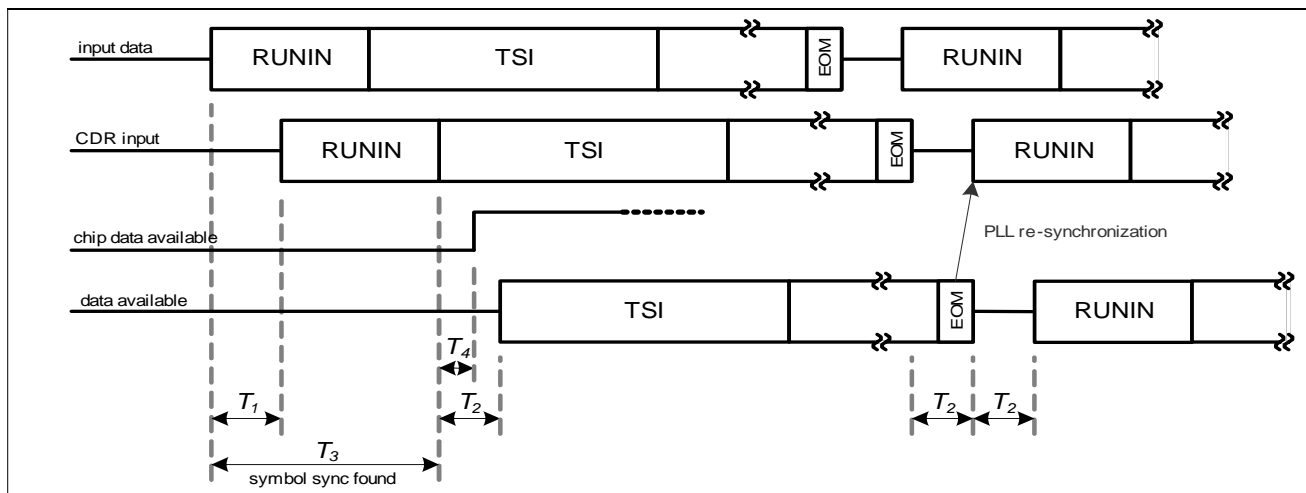 input data
RUNIN
TSI
EOM
RUNIN
CDR input
RUNIN
TSI
EOM
RUNIN
chip data available
PLL re-synchronization
data available
TSI
EOM
RUNIN
T4
T1
T2
T2
T2
T3
symbol sync found